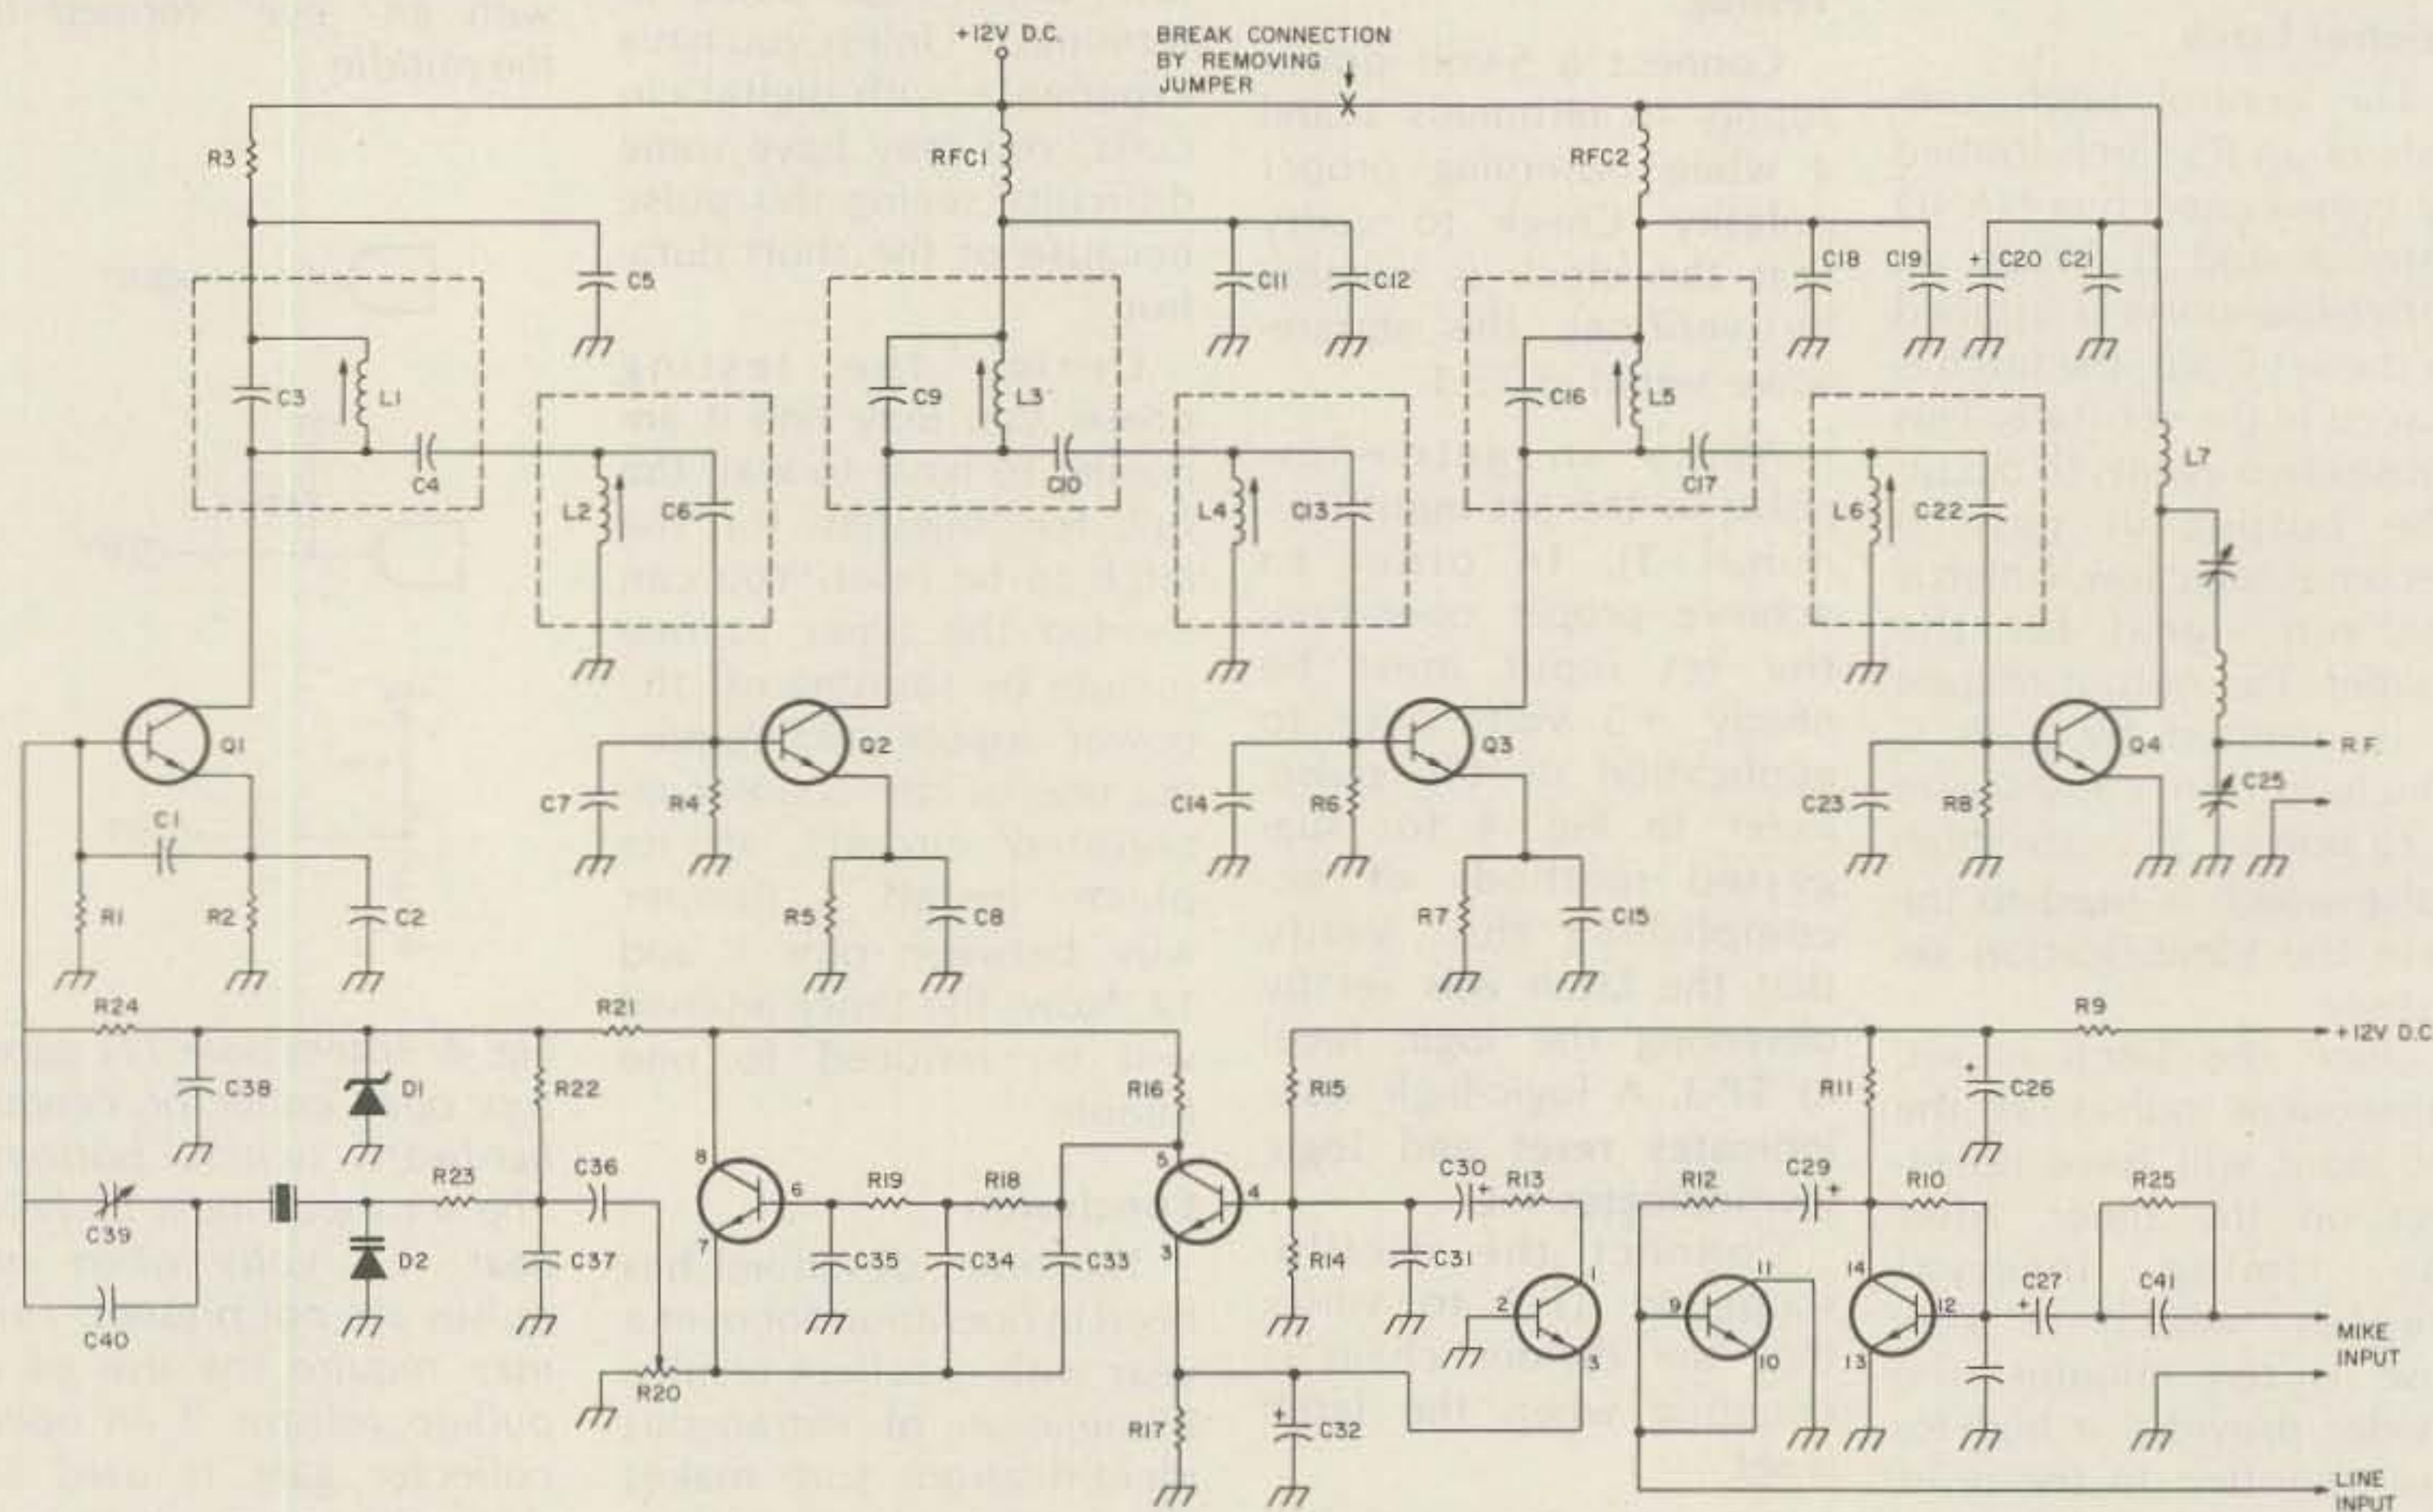 +12V D.C.
BREAK CONNECTION
BY REMOVING
JUMPER
R3
RFC1
RFC2
C5
C11
C12
C18
C19
+
C20
C21
C3
L1
C9
L3
C16
L5
C4
L2
C6
C10
L4
C13
C17
L6
C22
L7
Q1
Q2
Q3
Q4
R.F.
C1
C7
R4
C14
R6
C23
R8
C25
R1
R2
C2
R5
C8
R7
C15
R24
R21
R9
+12V D.C.
C38
D1
R22
R16
R15
R11
+
C26
C39
R23
C36
8
6
7
R19
R18
5
4
3
C30
+
R13
R12
C29
+
R10
R25
D2
C37
C35
C34
C33
R14
C31
2
1
3
9
11
10
14
12
13
+
C27
C41
C40
R20
R17
+
C32
MIKE
INPUT
LINE
INPUT